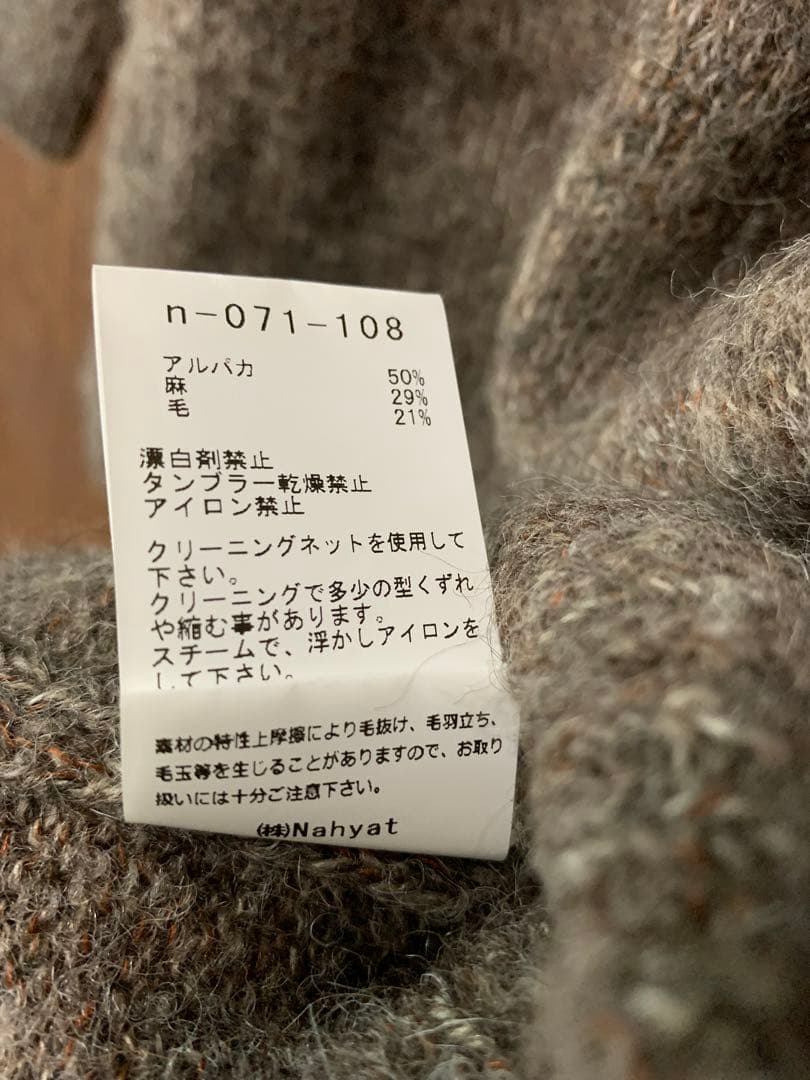 n-071-108
アルパカ 50%
麻 29%
毛 21%
漂白剤禁止
タンブラー乾燥禁止
アイロン禁止
クリーニングネットを使用して
下さい。
クリーニングで多少の型くずれ
や縮む事があります。
スチームで、浮かしアイロンを
して下さい。
素材の特性上摩擦により毛抜け、毛羽立ち、
毛玉等を生じることがありますので、お取り
扱いには十分ご注意下さい。
㈱Nahyat